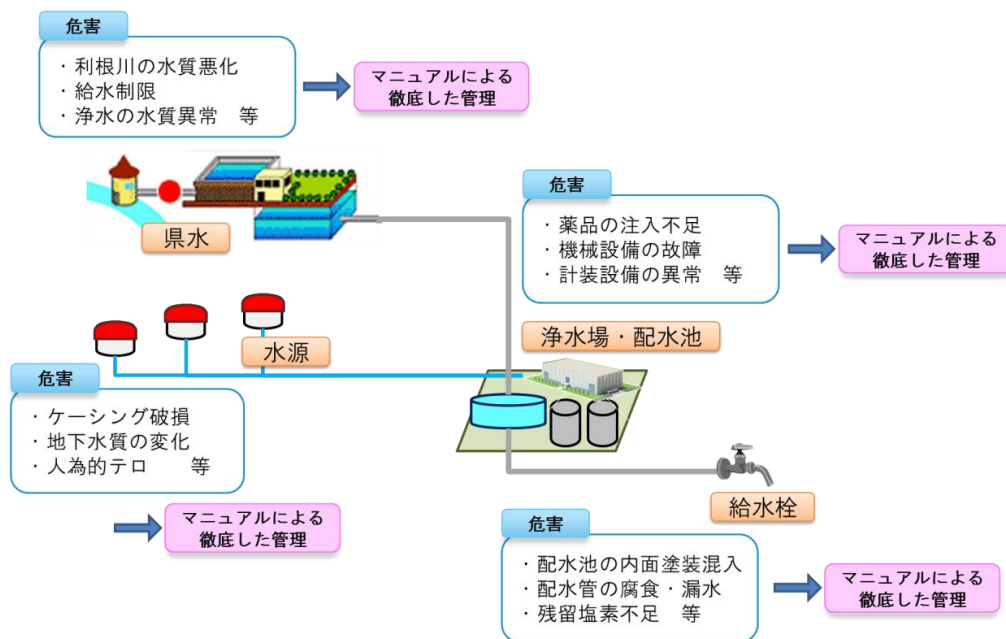 危害
・利根川の水質悪化
・給水制限
・浄水の水質異常　等
マニュアルによる
徹底した管理
県水
危害
・薬品の注入不足
・機械設備の故障
・計装設備の異常　等
マニュアルによる
徹底した管理
水源
浄水場・配水池
危害
・ケーシング破損
・地下水質の変化
・人為的テロ　　等
マニュアルによる
徹底した管理
給水栓
危害
・配水池の内面塗装混入
・配水管の腐食・漏水
・残留塩素不足　等
マニュアルによる
徹底した管理